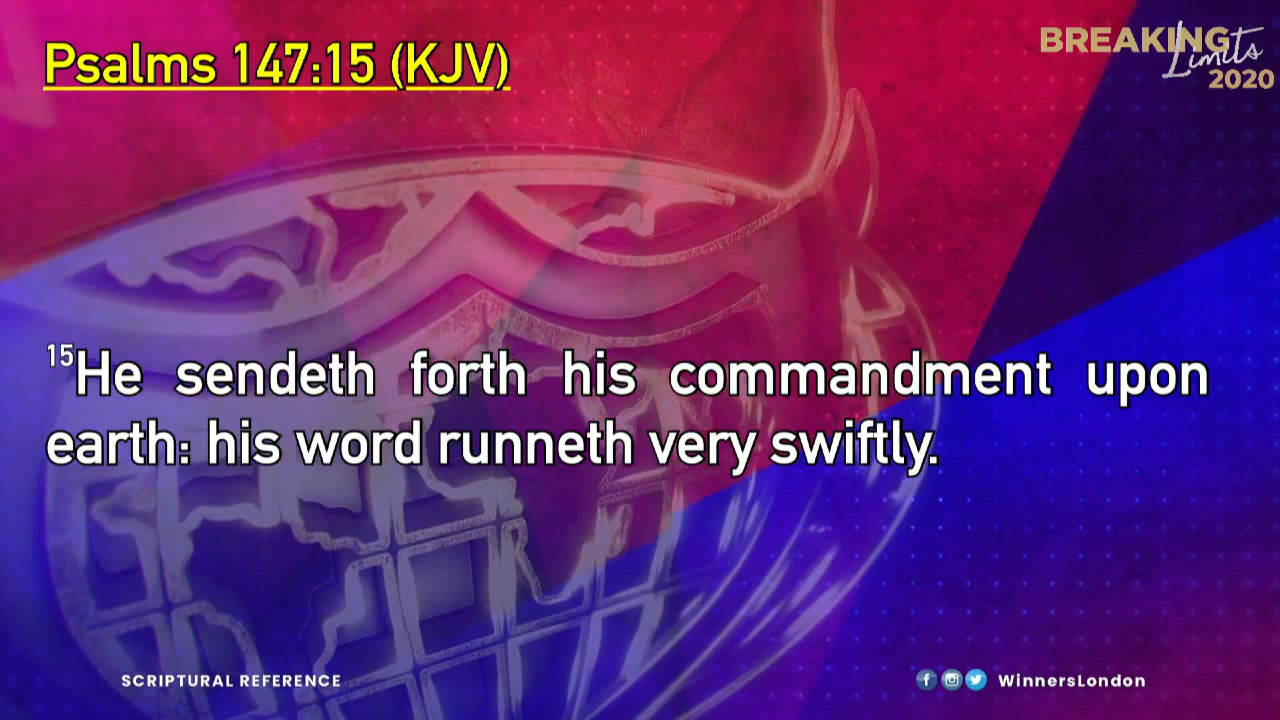 Psalms 147:15 (KJV)
BREAKING
Limits
2020
15He sendeth forth his commandment upon
earth: his word runneth very swiftly.
SCRIPTURAL REFERENCE
WinnersLondon